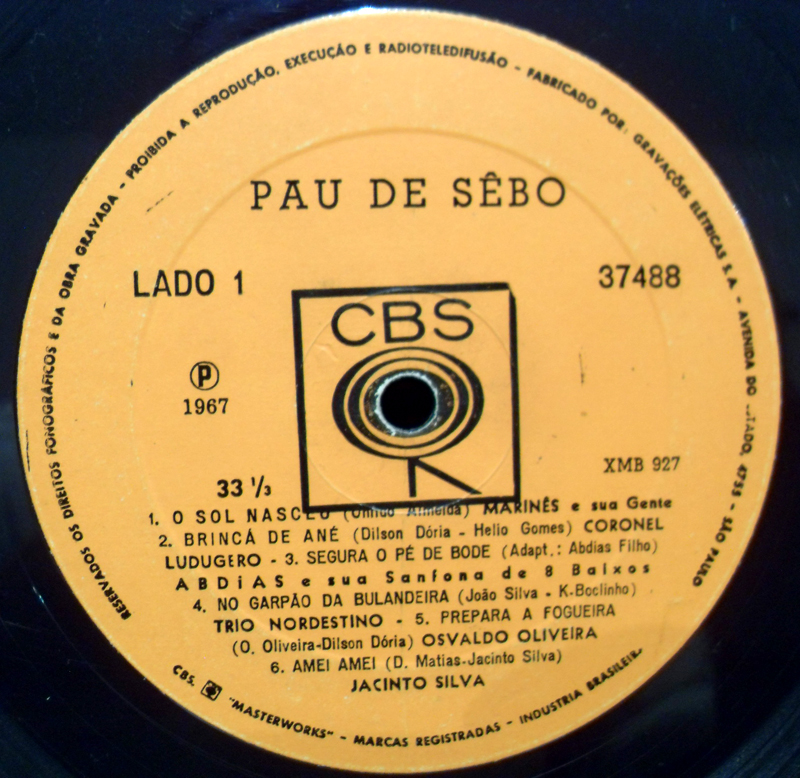 RESERVADOS OS DIREITOS FONOGRÁFICOS E DA OBRA GRAVADA - PROIBIDA A REPRODUÇÃO, EXECUÇÃO E RADIOTELEDIFUSÃO - FABRICADO POR: GRAVAÇÕES ELÉTRICAS S.A. - AVENIDA DO 4755 - SÃO PAULO
PAU DE SÊBO
LADO 1
37488
CBS
P
1967
XMB 927
33 1/3
1. O SOL NASCEU (Onildo Almeida) MARINÊS e sua Gente
2. BRINCÁ DE ANÉ (Dilson Dória - Helio Gomes) CORONEL
LUDUGERO - 3. SEGURA O PÉ DE BODE (Adapt.: Abdias Filho)
ABDiAS e sua Sanfona de 8 Baixos
4. NO GARPÃO DA BULANDEIRA (João Silva - K-Boclinho)
TRIO NORDESTINO - 5. PREPARA A FOGUEIRA
(O. Oliveira-Dilson Dória) OSVALDO OLIVEIRA
6. AMEI AMEI (D. Matias-Jacinto Silva)
JACINTO SILVA
CBS, "MASTERWORKS" - MARCAS REGISTRADAS - INDUSTRIA BRASILEIRA